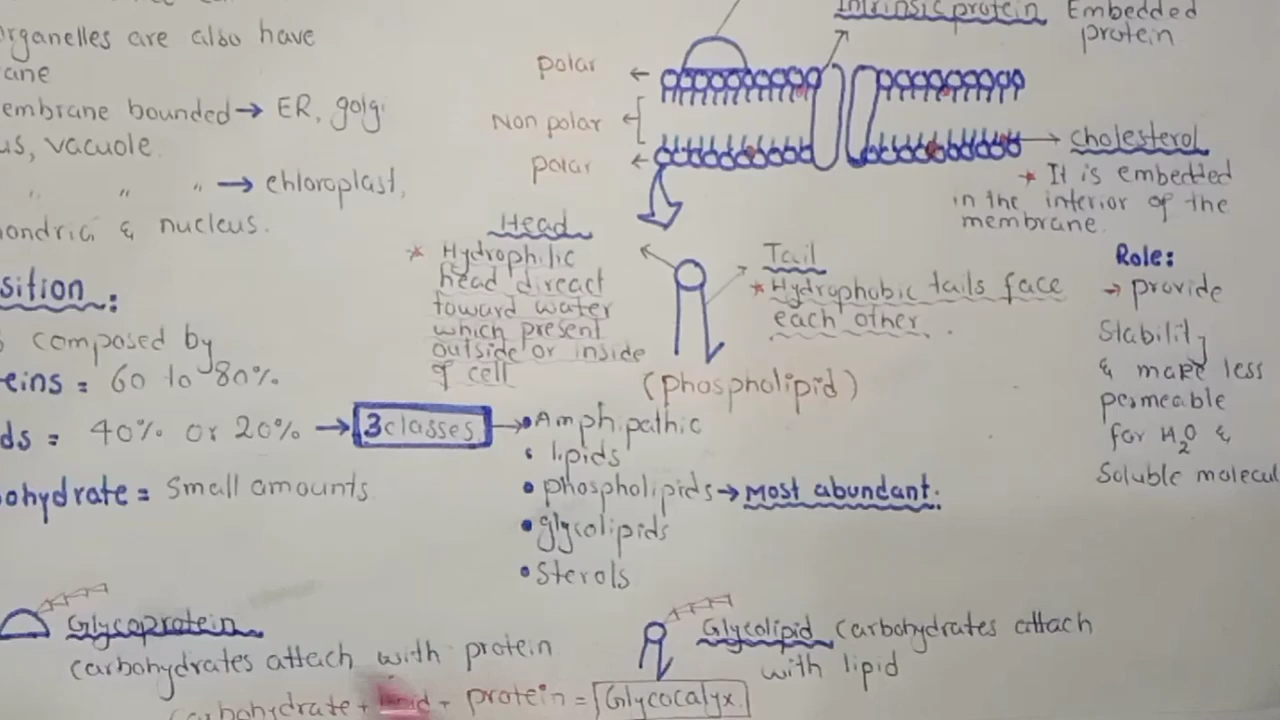 organelles are also have
ane
embrane bounded → ER, golgi
us, vacuole.
" " " → chloroplast,
ondria & nucleus.
sition :
composed by
eins = 60 to 80%
ds = 40% or 20% → 3 classes → • Amphipathic
• lipids
• phospholipids → Most abundant.
• glycolipids
• Sterols
ohydrate = Small amounts
Intrinsic protein Embedded
protein
polar
Non polar
polar
cholesterol
* It is embedded
in the interior of the
membrane.
Head
* Hydrophilic
head direact
toward water
which present
outside or inside
of cell
Tail
* Hydrophobic tails face
each other.
(phospholipid)
Role:
→ provide
Stability
& make less
permeable
for H₂O &
Soluble molecul
Glycoprotein
carbohydrates attach with protein
Glycolipid carbohydrates attach
with lipid
carbohydrate + lipid + protein = Glycocalyx.